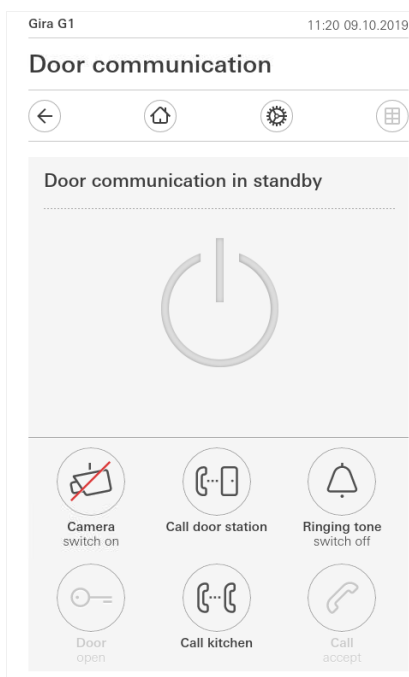 Gira G1 11:20 09.10.2019
Door communication
Door communication in standby
Camera Call door station Ringing tone
switch on switch off
Door Call kitchen Call
open accept